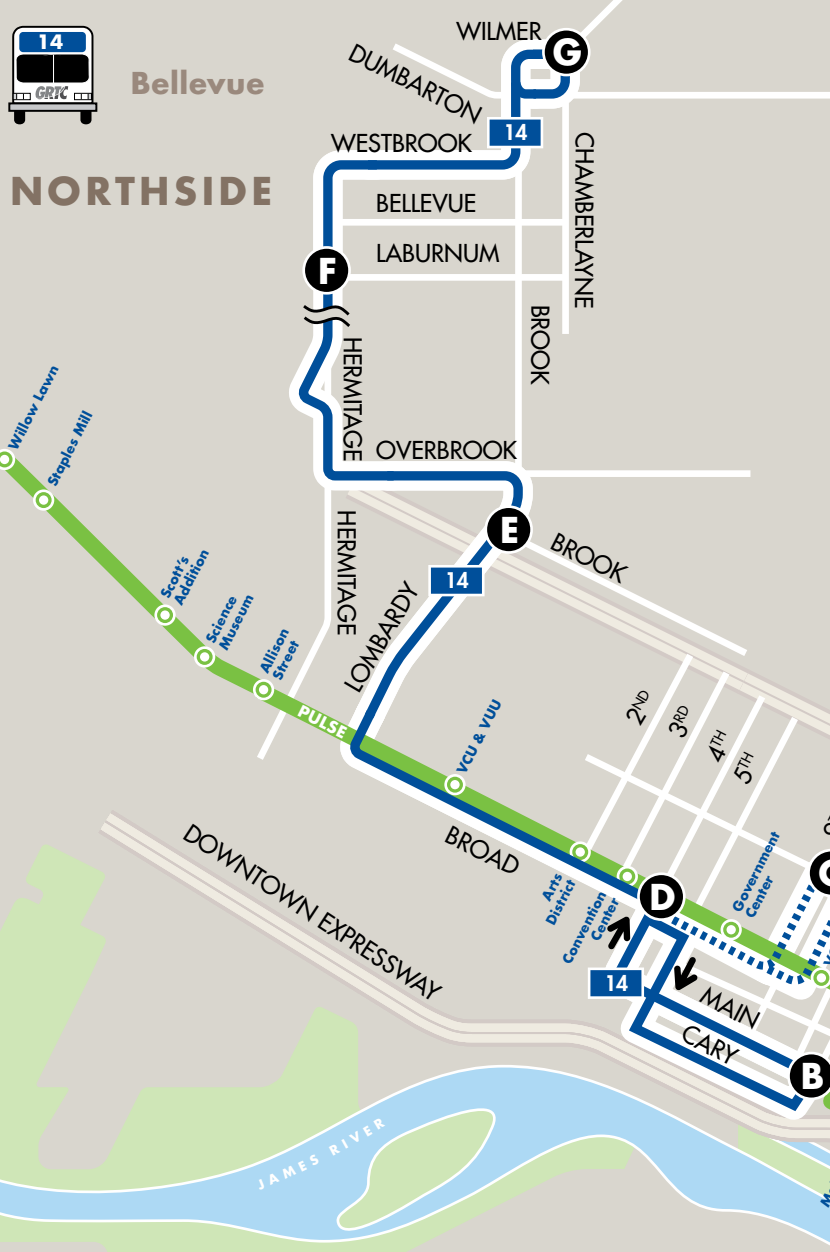 14
GRTC
Bellevue
NORTHSIDE
WILMER
G
DUMBARTON
14
WESTBROOK
CHAMBERLAYNE
BELLEVUE
LABURNUM
F
BROOK
HERMITAGE
OVERBROOK
Willow Lawn
Staples Mill
E
BROOK
HERMITAGE
14
LOMBARDY
Scott's
Addition
Science
Museum
Allison
Street
PULSE
VCU & VUU
2ND
3RD
4TH
5TH
BROAD
DOWNTOWN EXPRESSWAY
Arts
District
Convention
Center
D
Government
Center
14
MAIN
CARY
B
JAMES RIVER